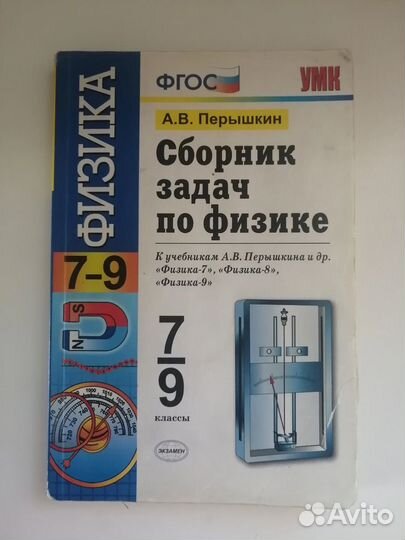 ФГОС
УМК
А.В. Перышкин
Сборник
задач
по физике
К учебникам А.В. Перышкина и др.
«Физика-7», «Физика-8»,
«Физика-9»
7
9
классы
ЭКЗАМЕН
ФИЗИКА
7-9
N S
Avito